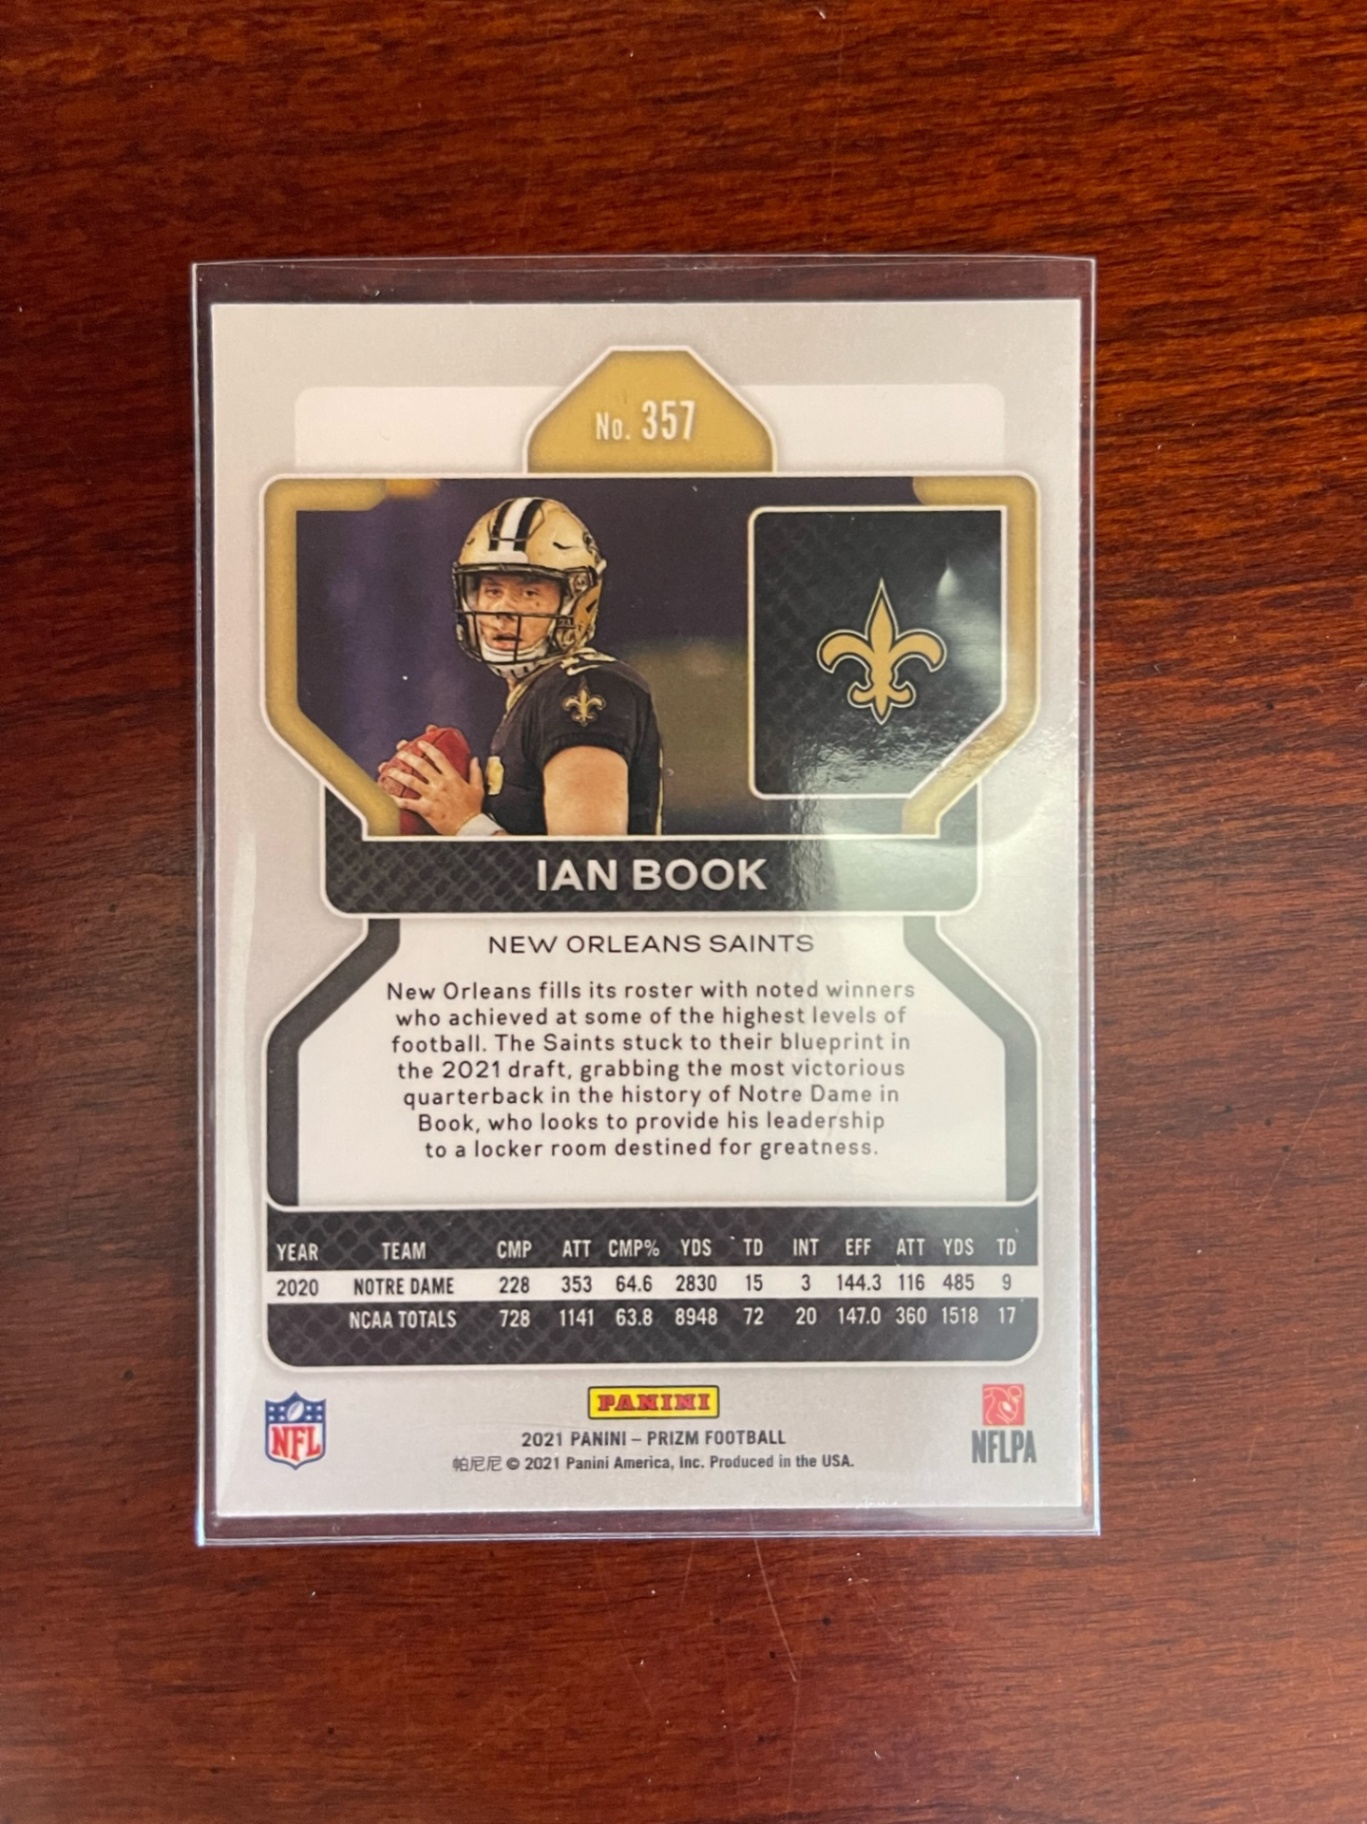 No. 357
IAN BOOK
NEW ORLEANS SAINTS
New Orleans fills its roster with noted winners
who achieved at some of the highest levels of
football. The Saints stuck to their blueprint in
the 2021 draft, grabbing the most victorious
quarterback in the history of Notre Dame in
Book, who looks to provide his leadership
to a locker room destined for greatness.
YEAR TEAM CMP ATT CMP% YDS TD INT EFF ATT YDS TD
2020 NOTRE DAME 228 353 64.6 2830 15 3 144.3 116 485 9
NCAA TOTALS 728 1141 63.8 8948 72 20 147.0 360 1518 17
NFL
PANINI
NFLPA
2021 PANINI – PRIZM FOOTBALL
帕尼尼 © 2021 Panini America, Inc. Produced in the USA.